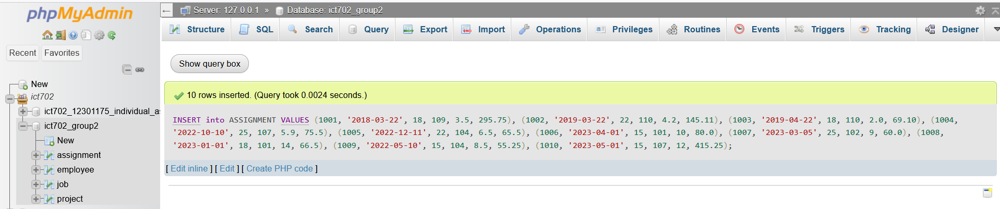 phpMyAdmin
Recent Favorites
New
ict702
ict702_12301175_individual_a
ict702_group2
New
assignment
employee
job
project
Server: 127.0.0.1 » Database: ict702_group2
Structure SQL Search Query Export Import Operations Privileges Routines Events Triggers Tracking Designer
Show query box
10 rows inserted. (Query took 0.0024 seconds.)
INSERT into ASSIGNMENT VALUES (1001, '2018-03-22', 18, 109, 3.5, 295.75), (1002, '2019-03-22', 22, 110, 4.2, 145.11), (1003, '2019-04-22', 18, 110, 2.0, 69.10), (1004,
'2022-10-10', 25, 107, 5.9, 75.5), (1005, '2022-12-11', 22, 104, 6.5, 65.5), (1006, '2023-04-01', 15, 101, 10, 80.0), (1007, '2023-03-05', 25, 102, 9, 60.0), (1008,
'2023-01-01', 18, 101, 14, 66.5), (1009, '2022-05-10', 15, 104, 8.5, 55.25), (1010, '2023-05-01', 15, 107, 12, 415.25);
[ Edit inline ] [ Edit ] [ Create PHP code ]